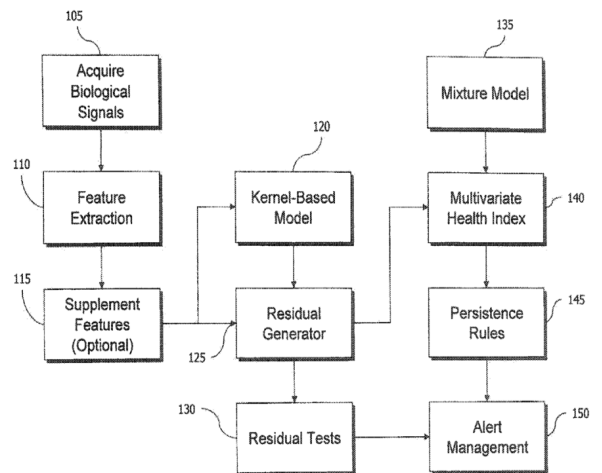 105
Acquire
Biological
Signals
110
Feature
Extraction
115
Supplement
Features
(Optional)
120
Kernel-Based
Model
125
Residual
Generator
130
Residual Tests
135
Mixture Model
140
Multivariate
Health Index
145
Persistence
Rules
150
Alert
Management